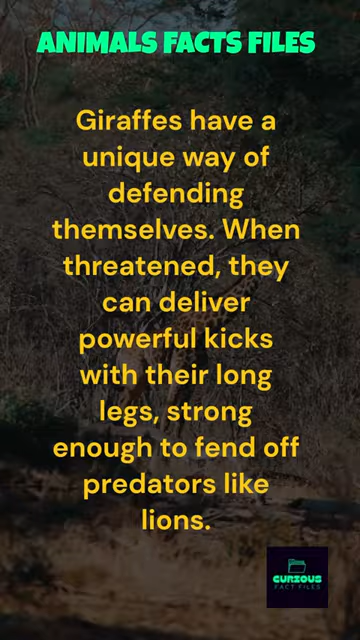 ANIMALS FACTS FILES
Giraffes have a
unique way of
defending
themselves. When
threatened, they
can deliver
powerful kicks
with their long
legs, strong
enough to fend off
predators like
lions.
CURZOUS
FACT FILES